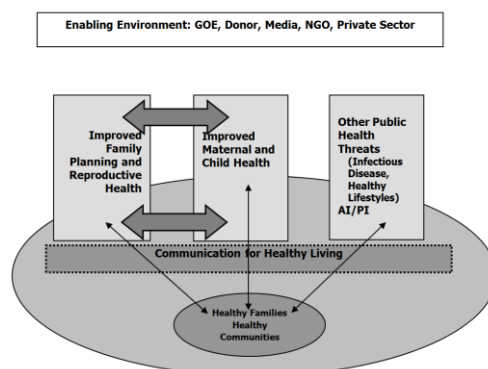 Enabling Environment: GOE, Donor, Media, NGO, Private Sector
Improved
Family
Planning and
Reproductive
Health
Improved
Maternal and
Child Health
Other Public
Health
Threats
(Infectious
Disease,
Healthy
Lifestyles)
AI/PI
Communication for Healthy Living
Healthy Families
Healthy
Communities